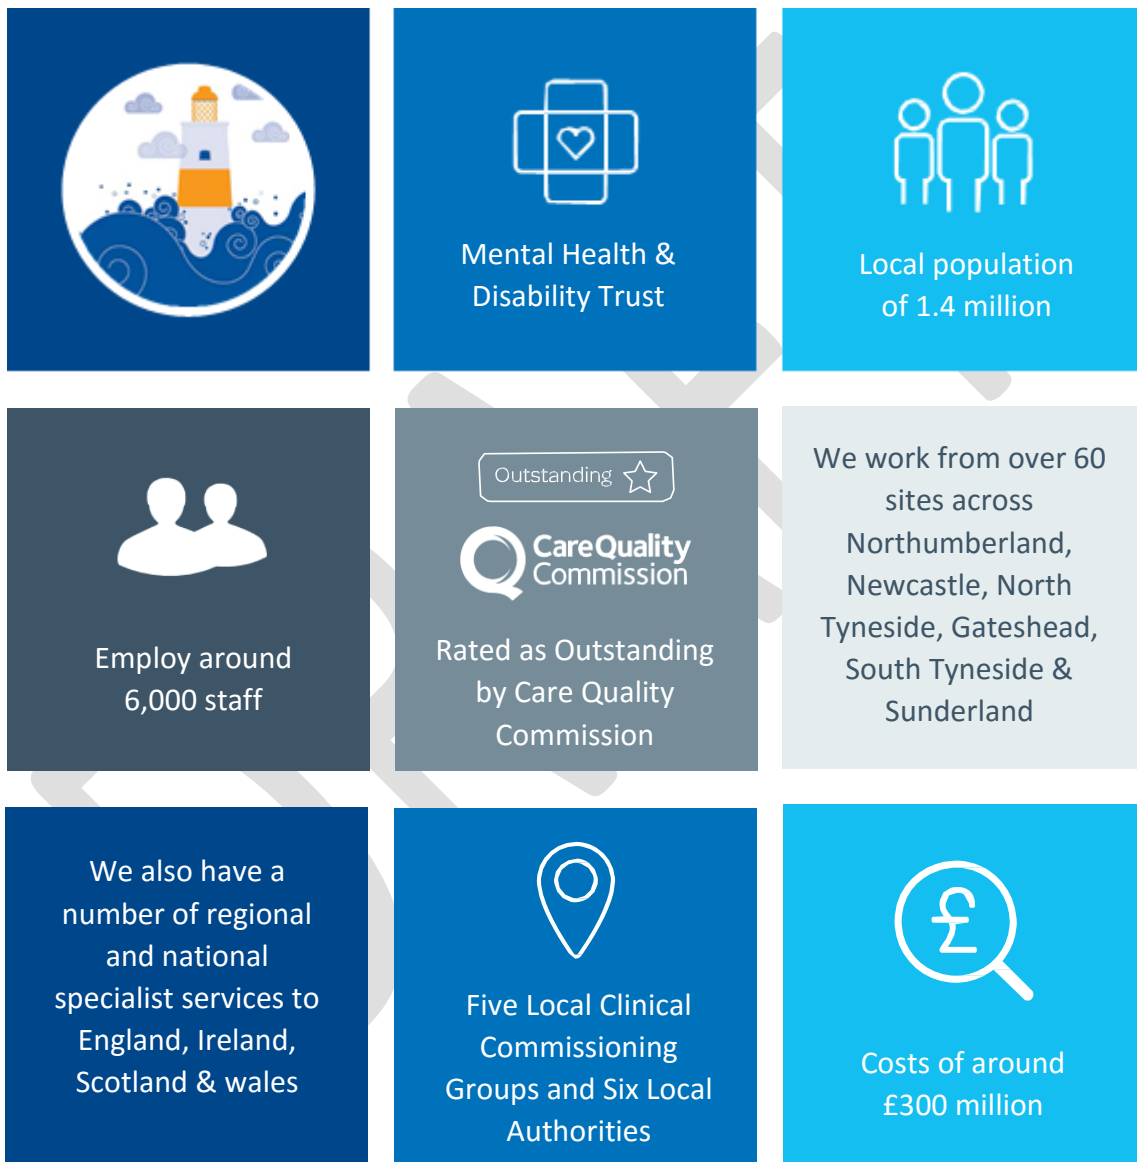 Mental Health &
Disability Trust
Local population
of 1.4 million
Employ around
6,000 staff
Outstanding
CareQuality
Commission
Rated as Outstanding
by Care Quality
Commission
We work from over 60
sites across
Northumberland,
Newcastle, North
Tyneside, Gateshead,
South Tyneside &
Sunderland
We also have a
number of regional
and national
specialist services to
England, Ireland,
Scotland & wales
Five Local Clinical
Commissioning
Groups and Six Local
Authorities
£
Costs of around
£300 million